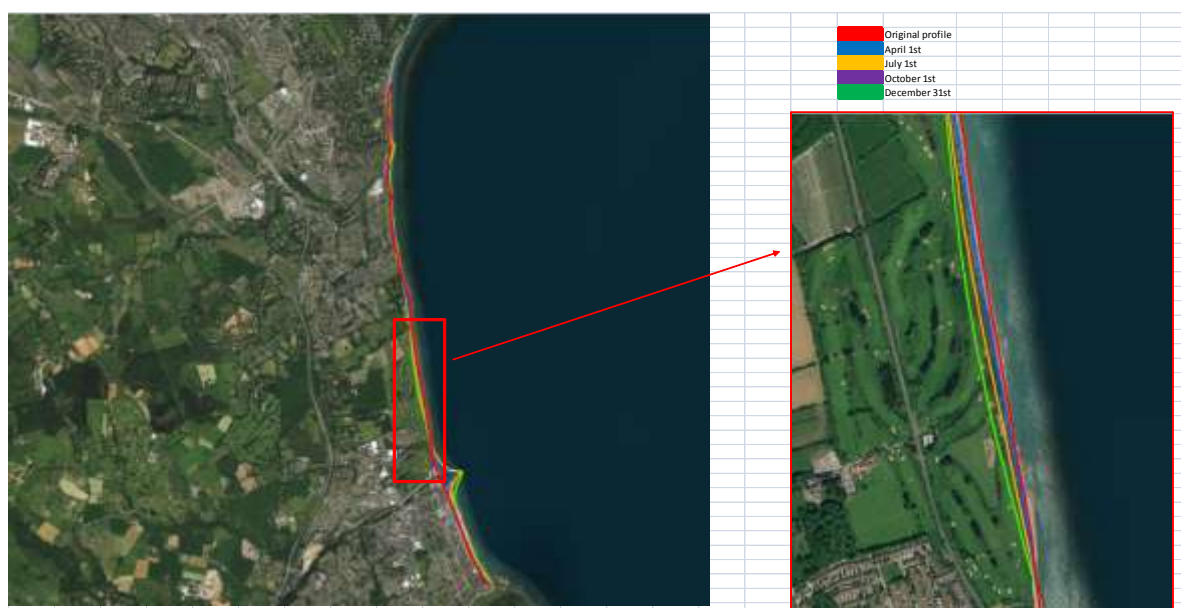 Original profile
April 1st
July 1st
October 1st
December 31st